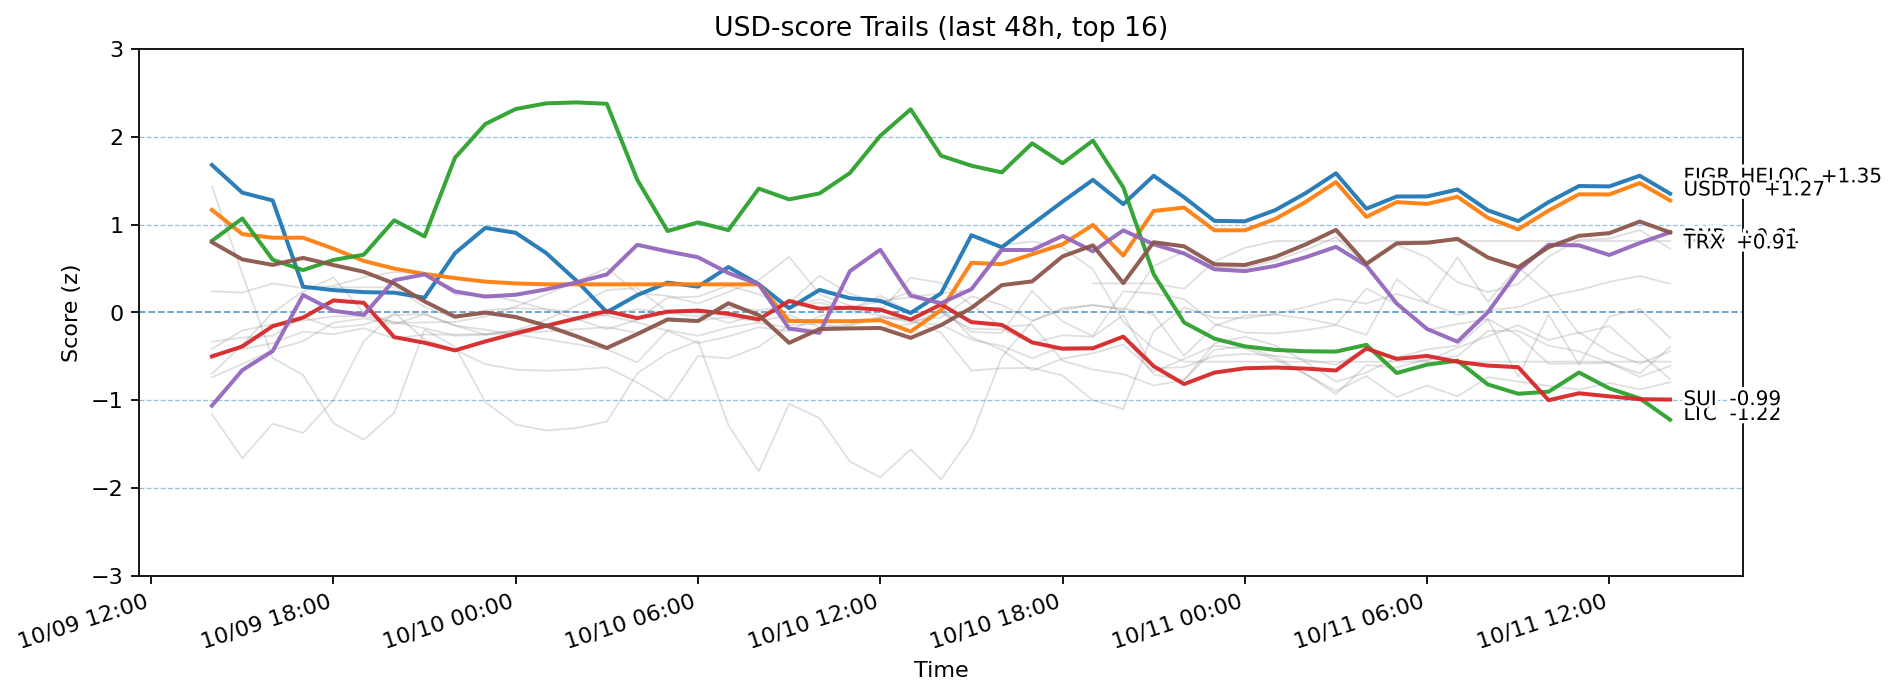 USD-score Trails (last 48h, top 16)
3
2
1
0
−1
−2
−3
Score (z)
FIGR_HELOC +1.35
USDT0 +1.27
TRX +0.91
SUI -0.99
LTC -1.22
10/09 12:00
10/09 18:00
10/10 00:00
10/10 06:00
10/10 12:00
10/10 18:00
10/11 00:00
10/11 06:00
10/11 12:00
Time